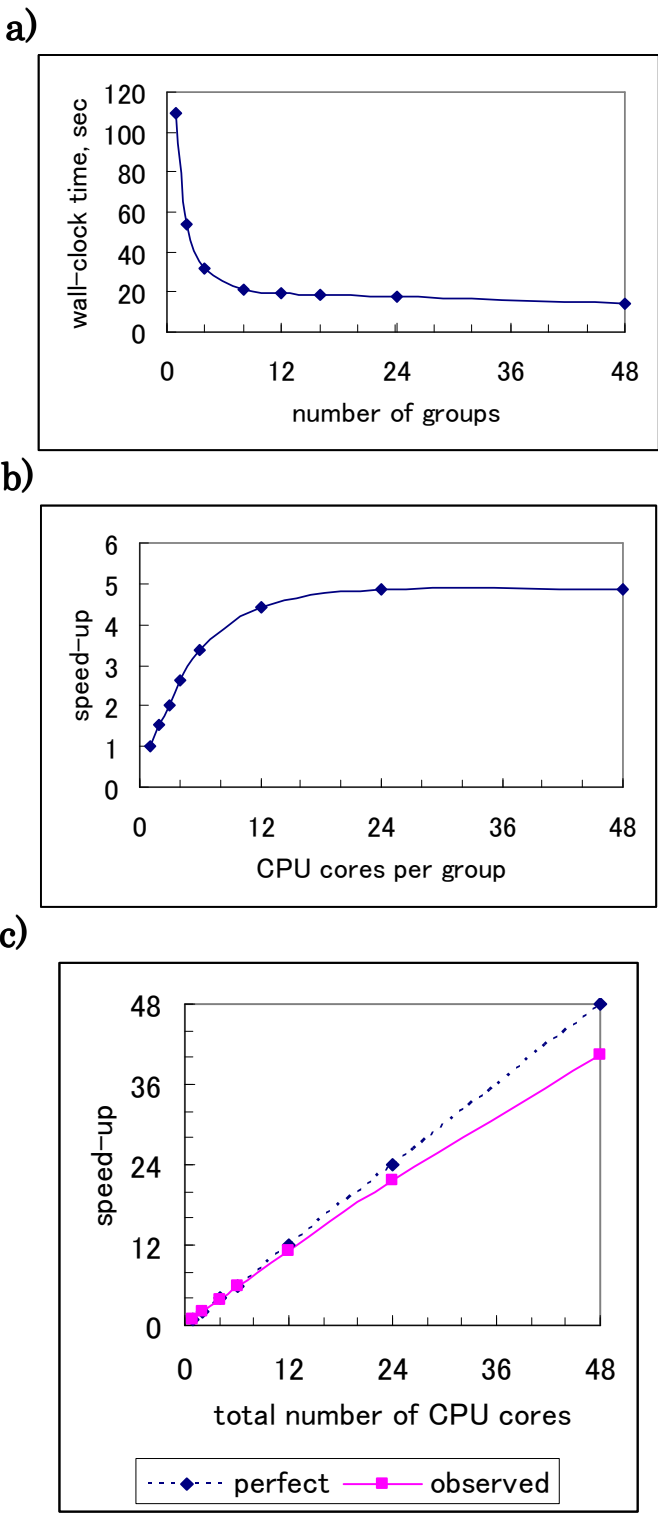 a)
wall-clock time, sec
120
100
80
60
40
20
0
0 12 24 36 48
number of groups
b)
speed-up
6
5
4
3
2
1
0
0 12 24 36 48
CPU cores per group
c)
speed-up
48
36
24
12
0
0 12 24 36 48
total number of CPU cores
perfect observed